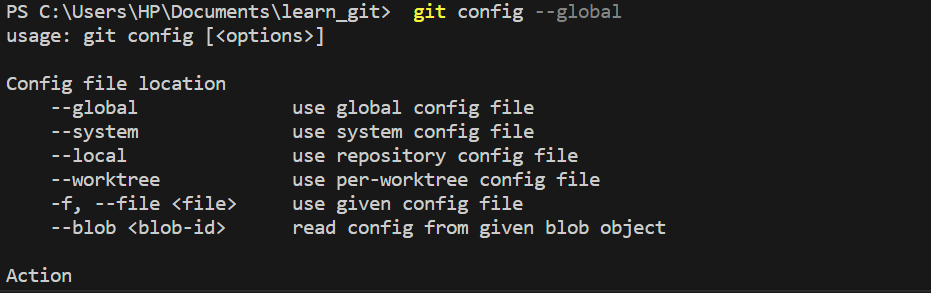 PS C:\Users\HP\Documents\learn_git> git config --global
usage: git config [<options>]
Config file location
--global use global config file
--system use system config file
--local use repository config file
--worktree use per-worktree config file
-f, --file <file> use given config file
--blob <blob-id> read config from given blob object
Action